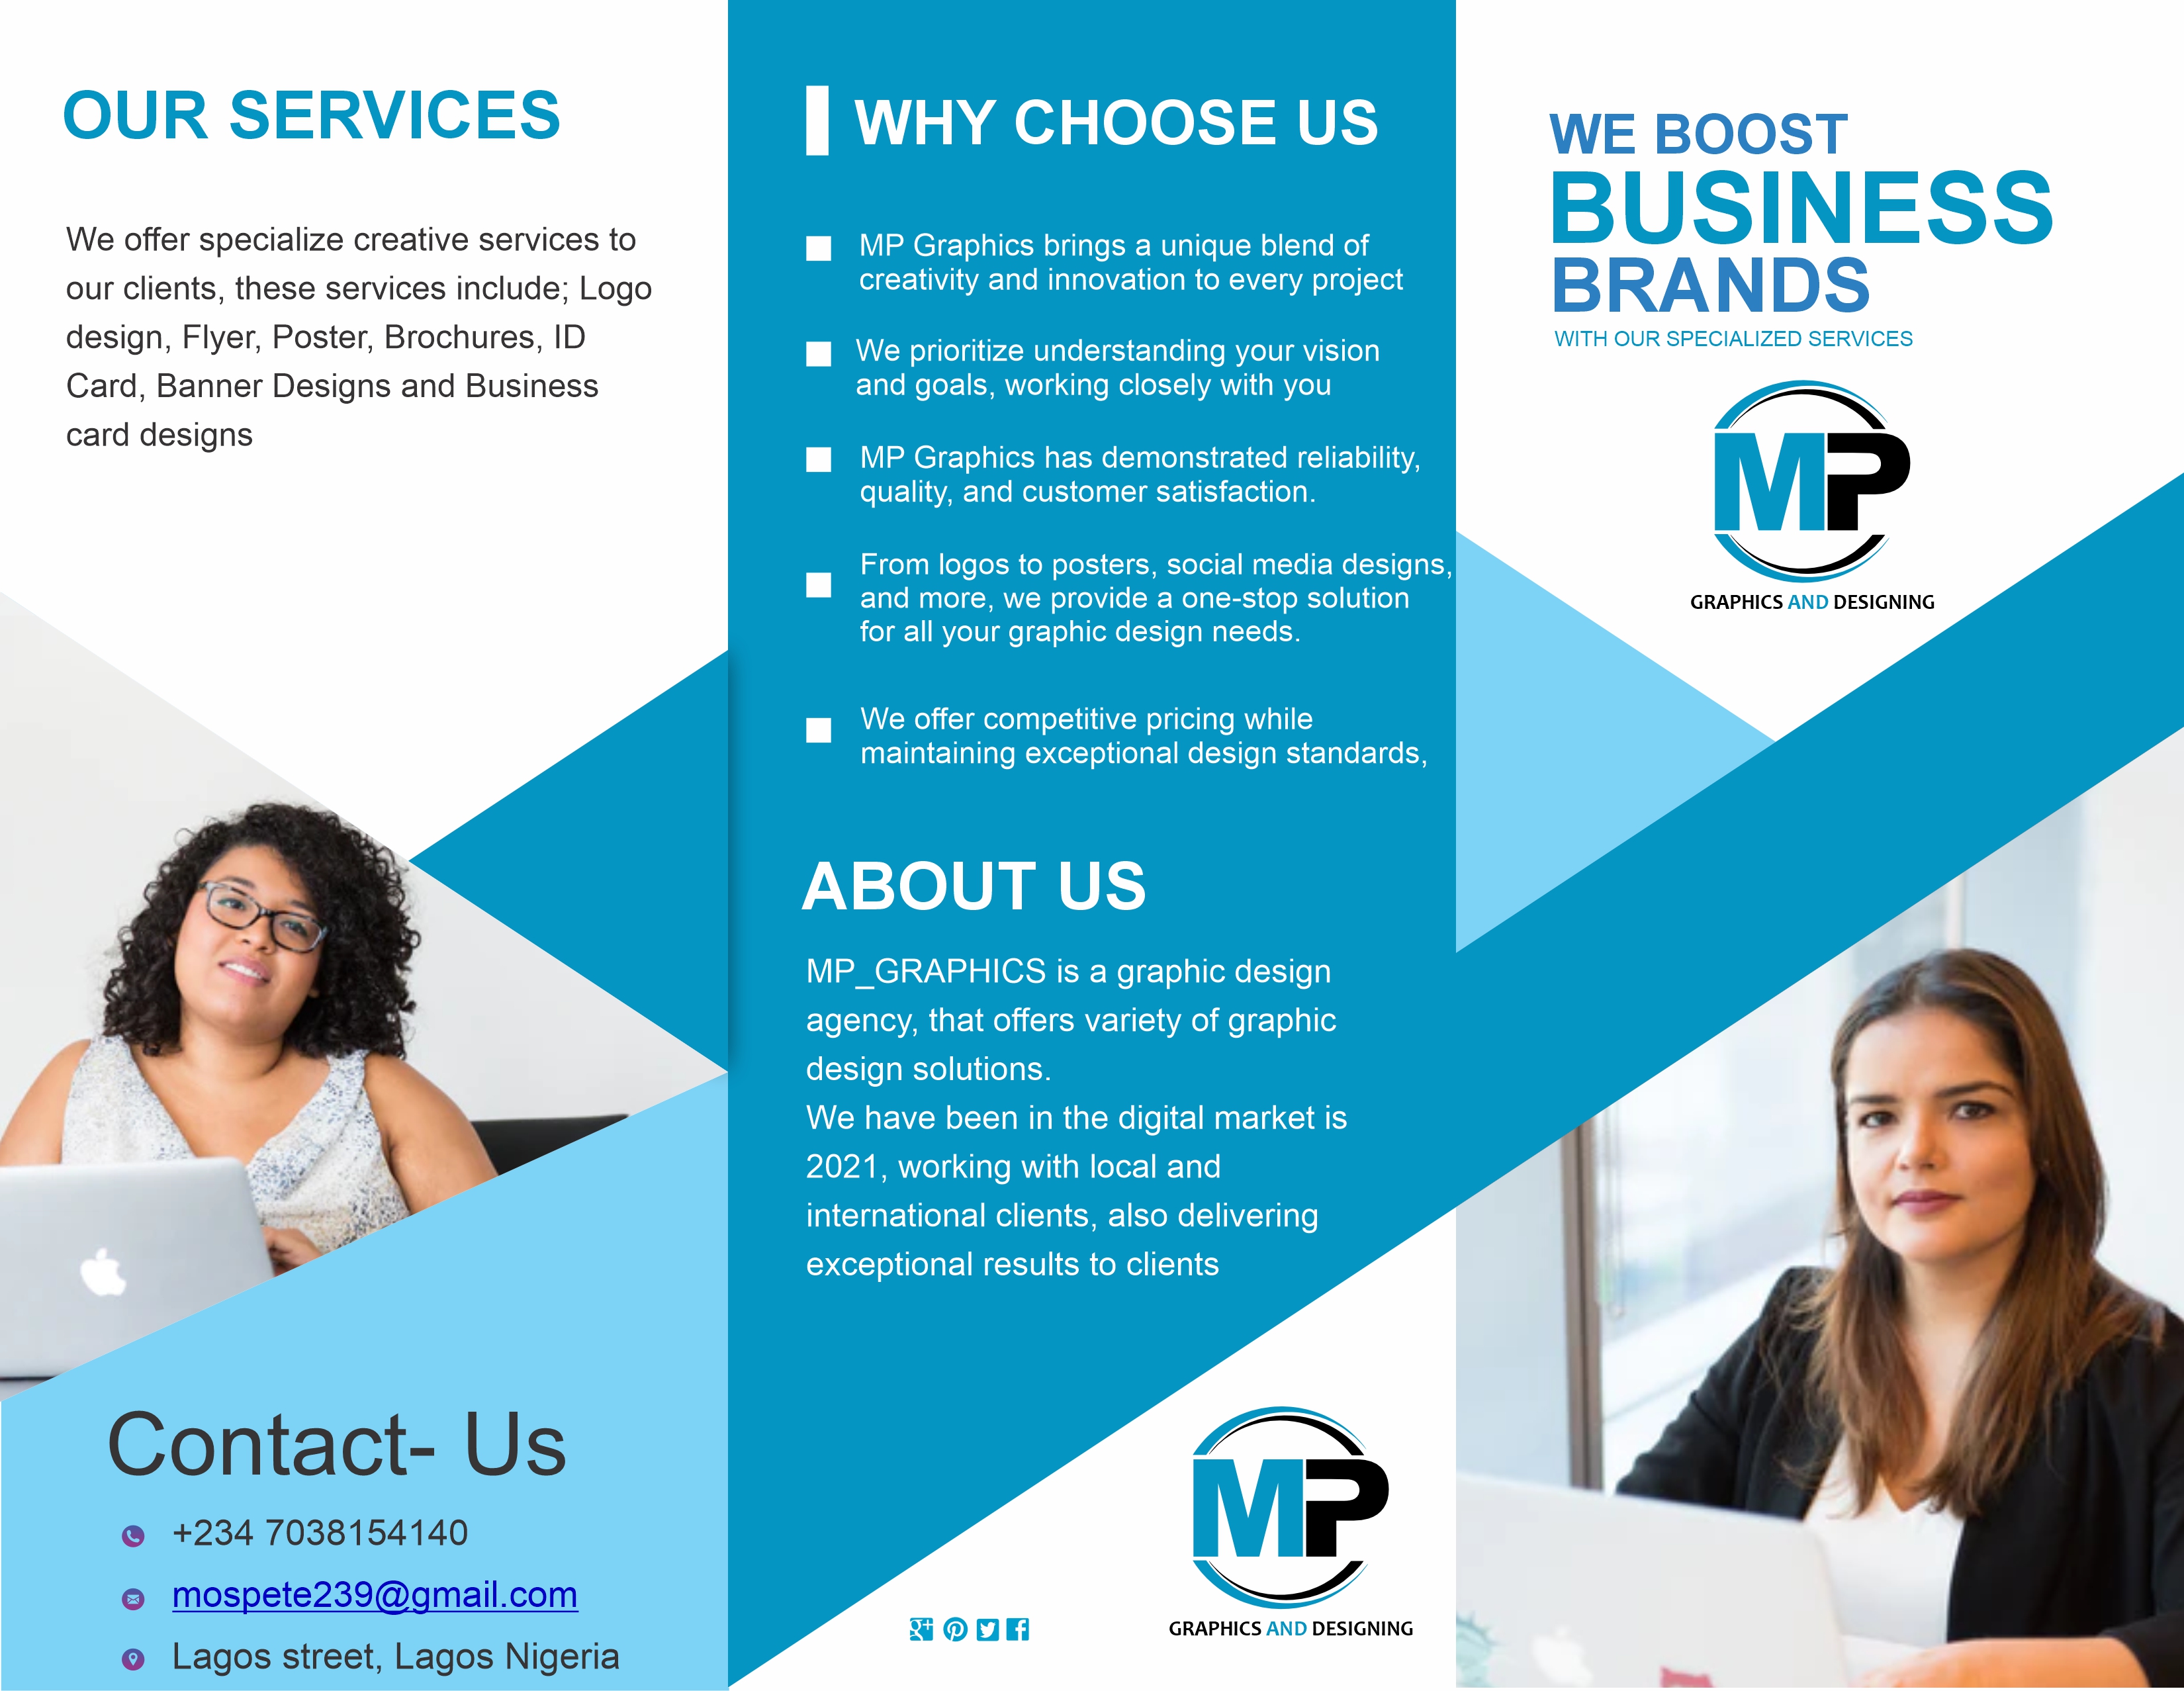 OUR SERVICES
We offer specialize creative services to
our clients, these services include; Logo
design, Flyer, Poster, Brochures, ID
Card, Banner Designs and Business
card designs
Contact- Us
+234 7038154140
mospete239@gmail.com
Lagos street, Lagos Nigeria
WHY CHOOSE US
MP Graphics brings a unique blend of
creativity and innovation to every project
We prioritize understanding your vision
and goals, working closely with you
MP Graphics has demonstrated reliability,
quality, and customer satisfaction.
From logos to posters, social media designs,
and more, we provide a one-stop solution
for all your graphic design needs.
We offer competitive pricing while
maintaining exceptional design standards,
ABOUT US
MP_GRAPHICS is a graphic design
agency, that offers variety of graphic
design solutions.
We have been in the digital market is
2021, working with local and
international clients, also delivering
exceptional results to clients
MP
GRAPHICS AND DESIGNING
WE BOOST
BUSINESS
BRANDS
WITH OUR SPECIALIZED SERVICES
MP
GRAPHICS AND DESIGNING